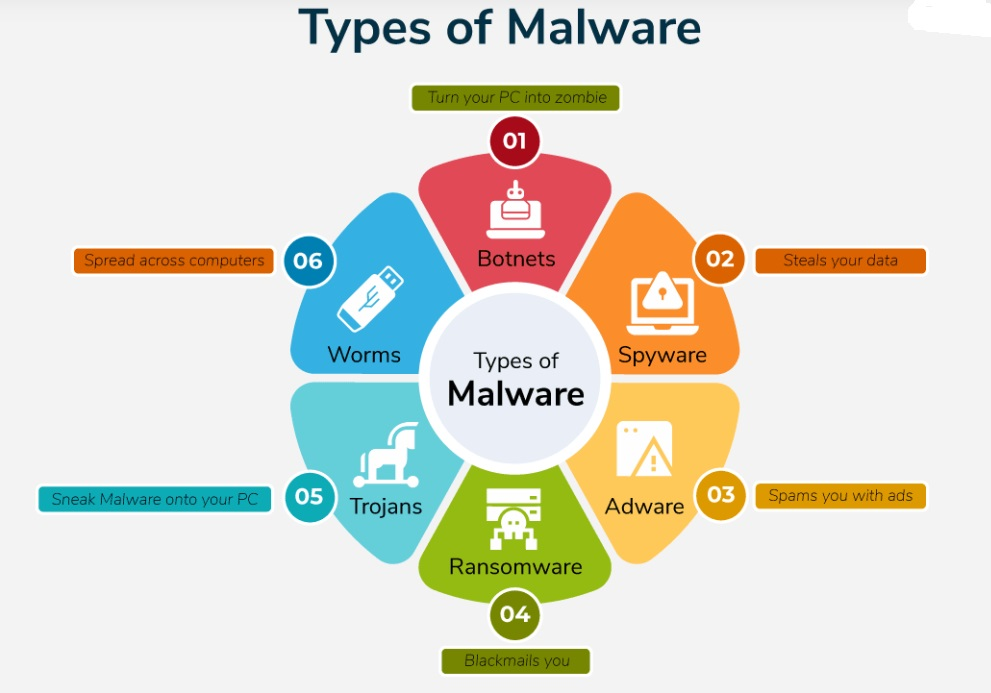 Types of Malware
Turn your PC into zombie
01
Botnets
02
Steals your data
Spyware
03
Spams you with ads
Adware
04
Ransomware
Blackmails you
05
Sneak Malware onto your PC
Trojans
06
Spread across computers
Worms
Types of
Malware